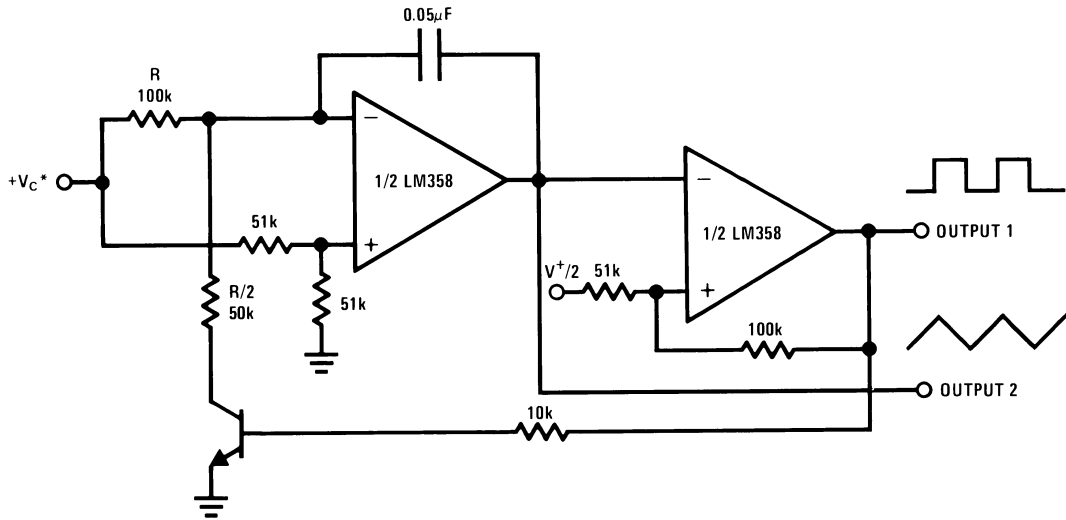 0.05μF
R
100k
−
1/2 LM358
+
+VC*
51k
51k
R/2
50k
−
1/2 LM358
+
V+/2
51k
100k
10k
OUTPUT 1
OUTPUT 2